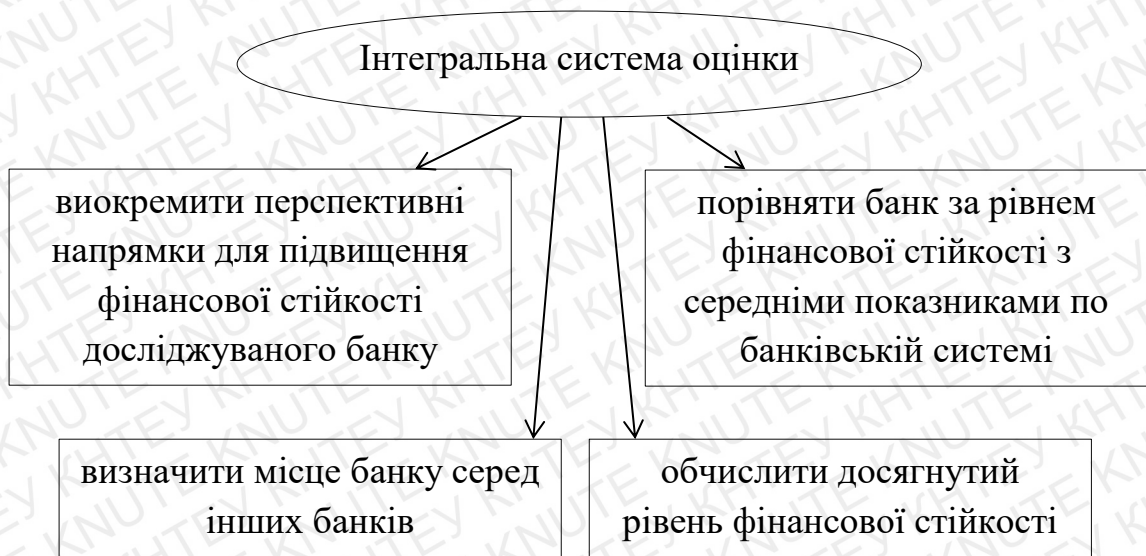 Інтегральна система оцінки
виокремити перспективні
напрямки для підвищення
фінансової стійкості
досліджуваного банку
порівняти банк за рівнем
фінансової стійкості з
середніми показниками по
банківській системі
визначити місце банку серед
інших банків
обчислити досягнутий
рівень фінансової стійкості